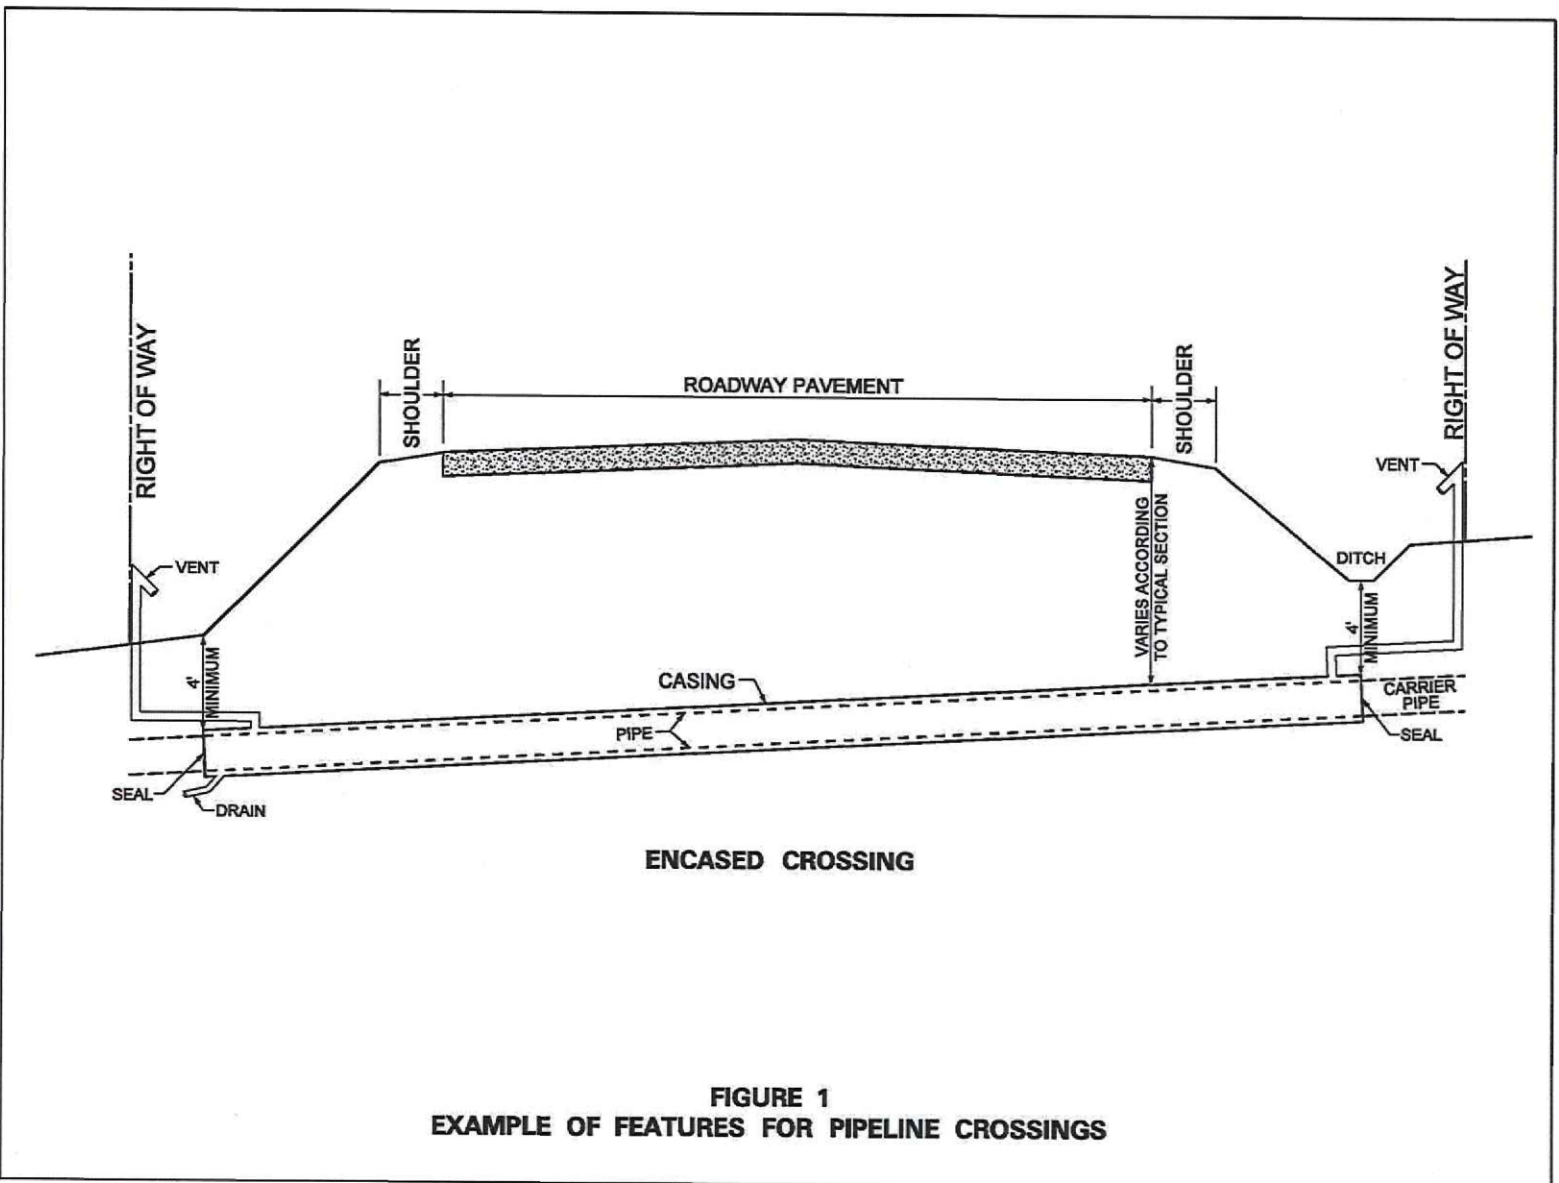 RIGHT OF WAY
SHOULDER
ROADWAY PAVEMENT
SHOULDER
RIGHT OF WAY
VENT
VENT
VARIES ACCORDING
TO TYPICAL SECTION
DITCH
4'
MINIMUM
4'
MINIMUM
CASING
CARRIER
PIPE
PIPE
SEAL
SEAL
DRAIN
ENCASED CROSSING
FIGURE 1
EXAMPLE OF FEATURES FOR PIPELINE CROSSINGS